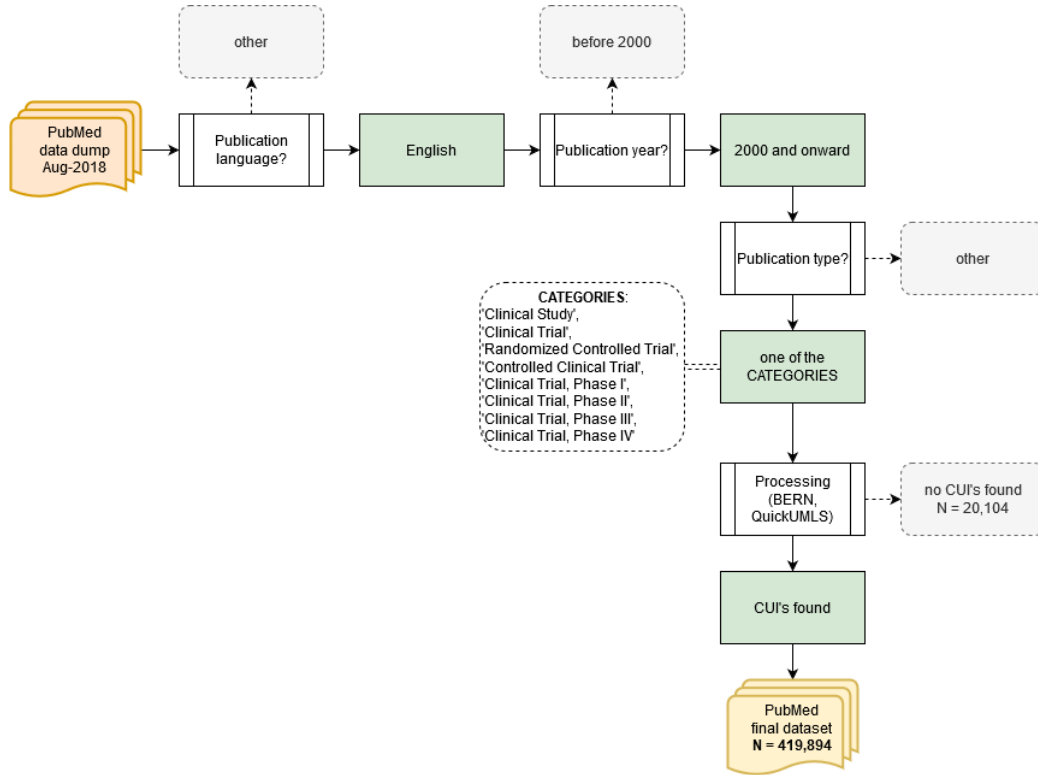 other
before 2000
PubMed
data dump
Aug-2018
Publication
language?
English
Publication year?
2000 and onward
Publication type?
other
CATEGORIES:
'Clinical Study',
'Clinical Trial',
'Randomized Controlled Trial',
'Controlled Clinical Trial',
'Clinical Trial, Phase I',
'Clinical Trial, Phase II',
'Clinical Trial, Phase III',
'Clinical Trial, Phase IV'
one of the
CATEGORIES
Processing
(BERN,
QuickUMLS)
no CUI's found
N = 20,104
CUI's found
PubMed
final dataset
N = 419,894